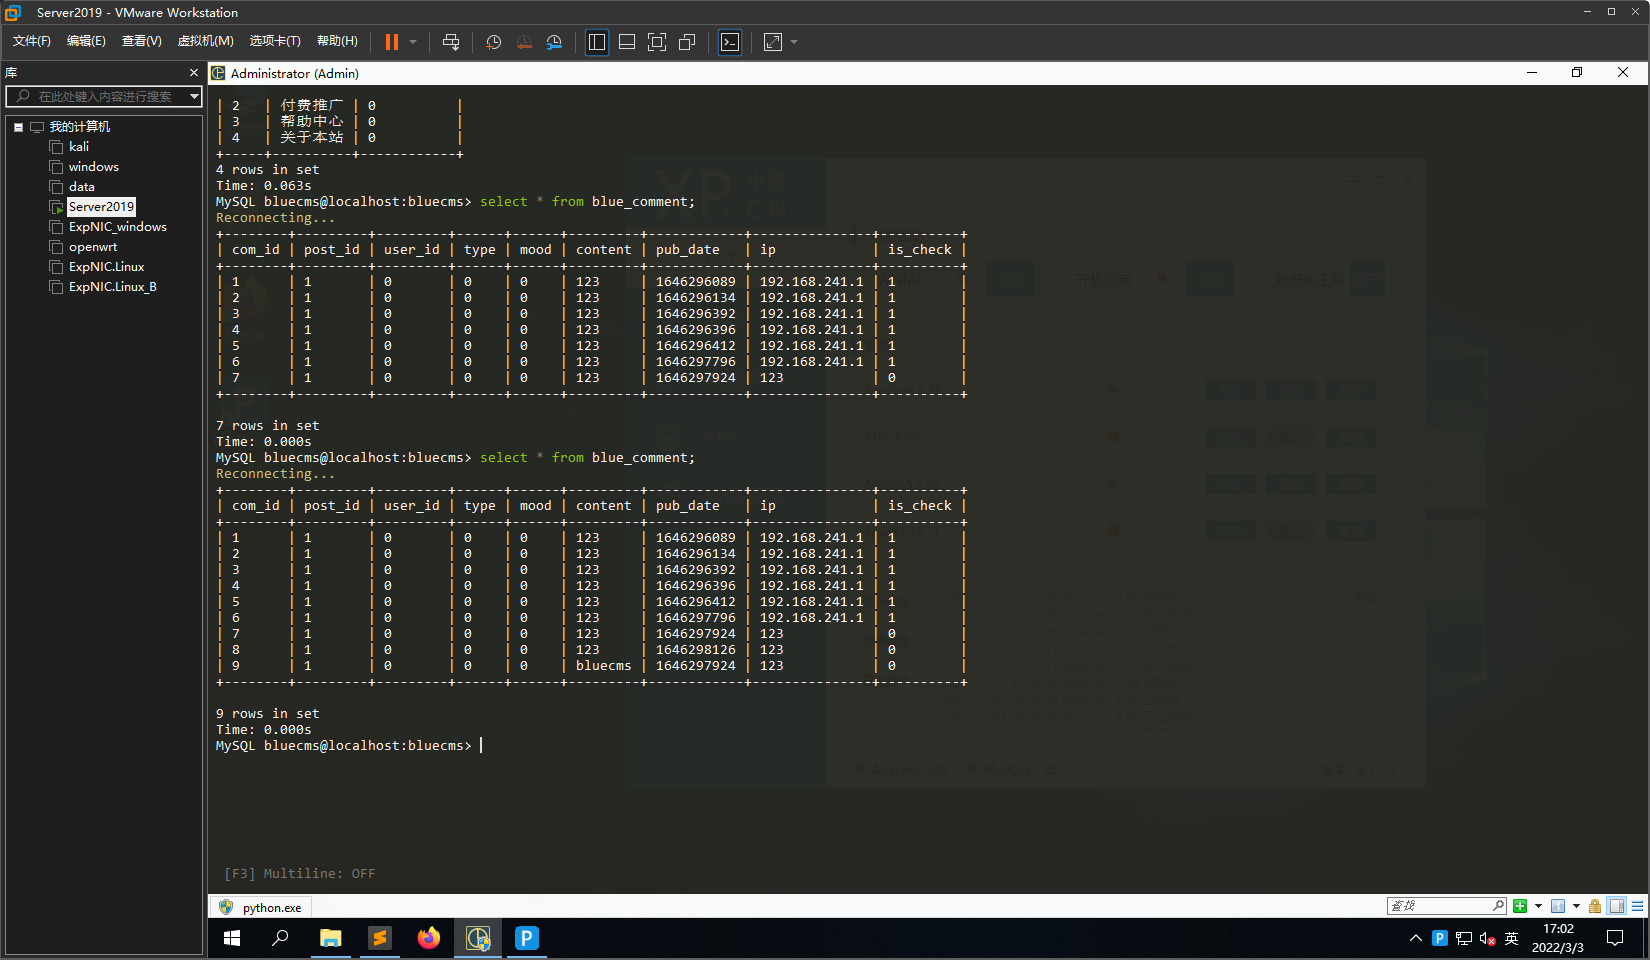 Server2019 - VMware Workstation
文件(F) 编辑(E) 查看(V) 虚拟机(M) 选项卡(T) 帮助(H)
库
在此处键入内容进行搜索
我的计算机
kali
windows
data
Server2019
ExpNIC_windows
openwrt
ExpNIC.Linux
ExpNIC.Linux_B
Administrator (Admin)
| 2   | 付费推广 | 0          |
| 3   | 帮助中心 | 0          |
| 4   | 关于本站 | 0          |
+-----+----------+------------+
4 rows in set
Time: 0.063s
MySQL bluecms@localhost:bluecms> select * from blue_comment;
Reconnecting...
+--------+---------+---------+------+------+---------+------------+---------------+----------+
| com_id | post_id | user_id | type | mood | content | pub_date   | ip            | is_check |
+--------+---------+---------+------+------+---------+------------+---------------+----------+
| 1      | 1       | 0       | 0    | 0    | 123     | 1646296089 | 192.168.241.1 | 1        |
| 2      | 1       | 0       | 0    | 0    | 123     | 1646296134 | 192.168.241.1 | 1        |
| 3      | 1       | 0       | 0    | 0    | 123     | 1646296392 | 192.168.241.1 | 1        |
| 4      | 1       | 0       | 0    | 0    | 123     | 1646296396 | 192.168.241.1 | 1        |
| 5      | 1       | 0       | 0    | 0    | 123     | 1646296412 | 192.168.241.1 | 1        |
| 6      | 1       | 0       | 0    | 0    | 123     | 1646297796 | 192.168.241.1 | 1        |
| 7      | 1       | 0       | 0    | 0    | 123     | 1646297924 | 123           | 0        |
+--------+---------+---------+------+------+---------+------------+---------------+----------+
7 rows in set
Time: 0.000s
MySQL bluecms@localhost:bluecms> select * from blue_comment;
Reconnecting...
+--------+---------+---------+------+------+---------+------------+---------------+----------+
| com_id | post_id | user_id | type | mood | content | pub_date   | ip            | is_check |
+--------+---------+---------+------+------+---------+------------+---------------+----------+
| 1      | 1       | 0       | 0    | 0    | 123     | 1646296089 | 192.168.241.1 | 1        |
| 2      | 1       | 0       | 0    | 0    | 123     | 1646296134 | 192.168.241.1 | 1        |
| 3      | 1       | 0       | 0    | 0    | 123     | 1646296392 | 192.168.241.1 | 1        |
| 4      | 1       | 0       | 0    | 0    | 123     | 1646296396 | 192.168.241.1 | 1        |
| 5      | 1       | 0       | 0    | 0    | 123     | 1646296412 | 192.168.241.1 | 1        |
| 6      | 1       | 0       | 0    | 0    | 123     | 1646297796 | 192.168.241.1 | 1        |
| 7      | 1       | 0       | 0    | 0    | 123     | 1646297924 | 123           | 0        |
| 8      | 1       | 0       | 0    | 0    | 123     | 1646298126 | 123           | 0        |
| 9      | 1       | 0       | 0    | 0    | bluecms | 1646297924 | 123           | 0        |
+--------+---------+---------+------+------+---------+------------+---------------+----------+
9 rows in set
Time: 0.000s
MySQL bluecms@localhost:bluecms>
[F3] Multiline: OFF
python.exe
查找
英
17:02
2022/3/3